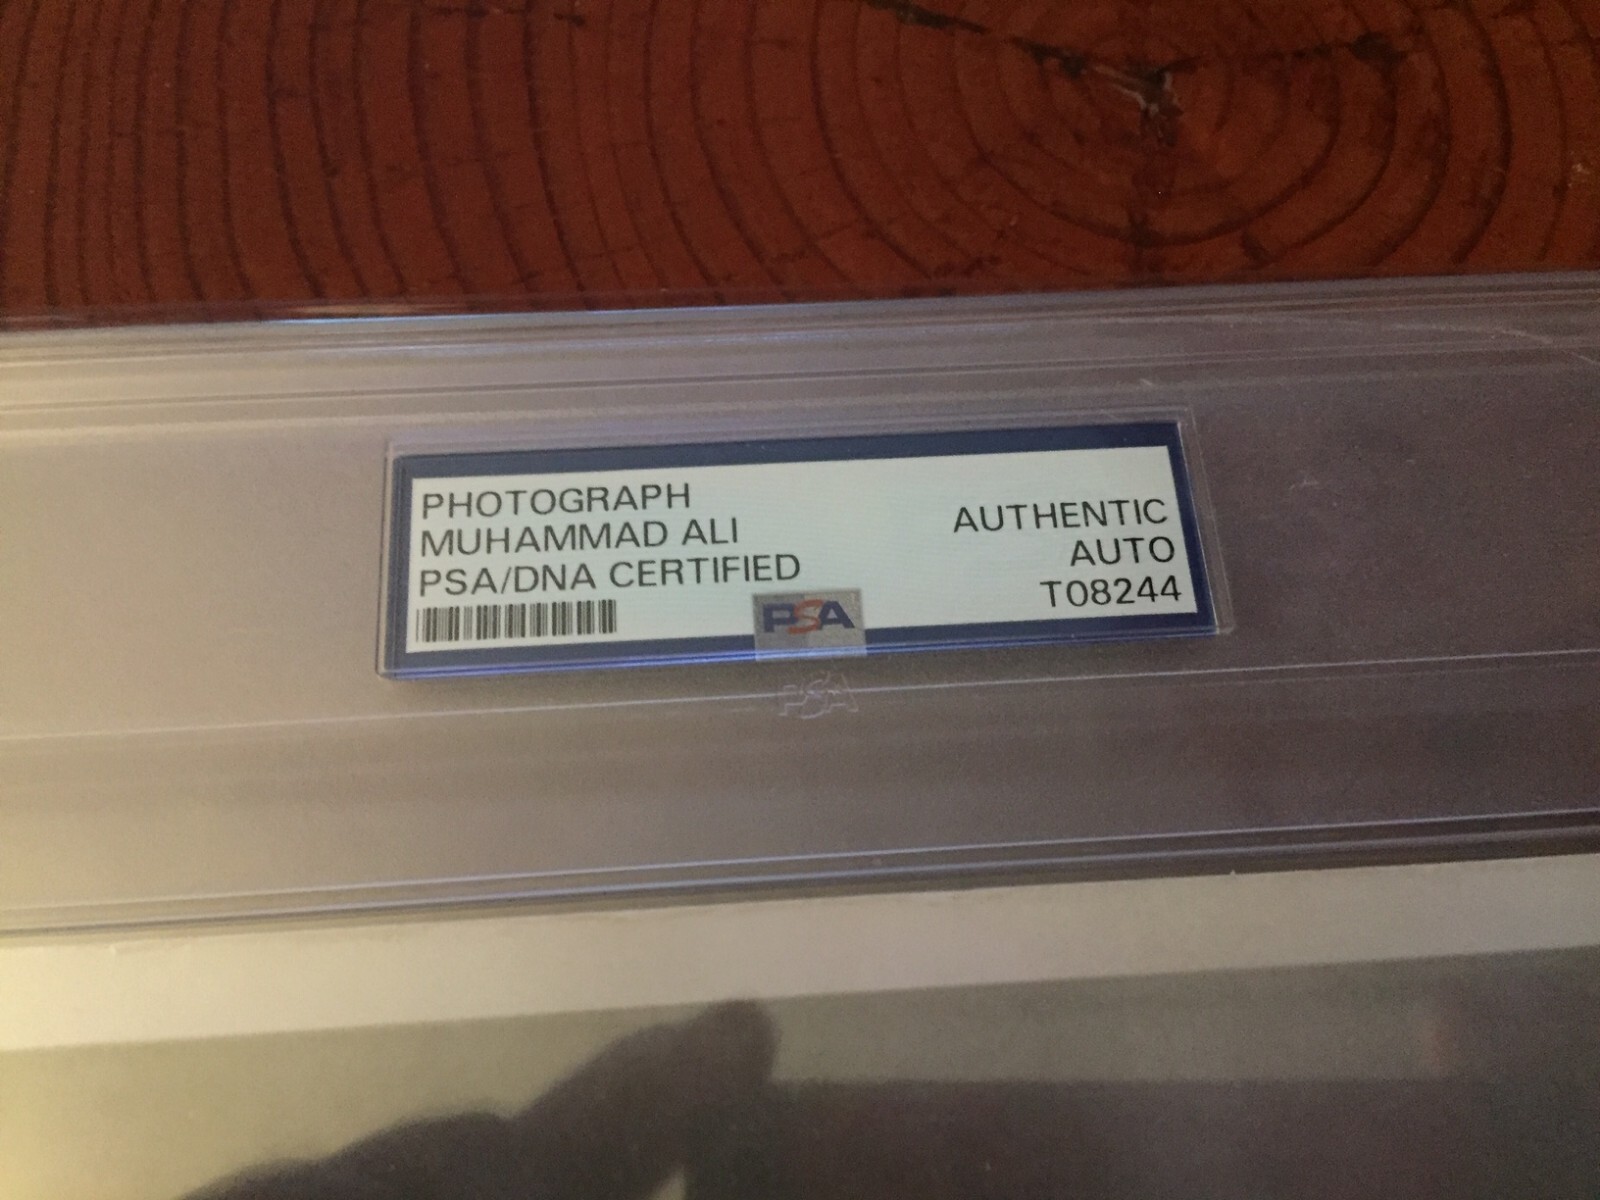 PHOTOGRAPH
MUHAMMAD ALI
PSA/DNA CERTIFIED
AUTHENTIC
AUTO
T08244
PSA
PSA